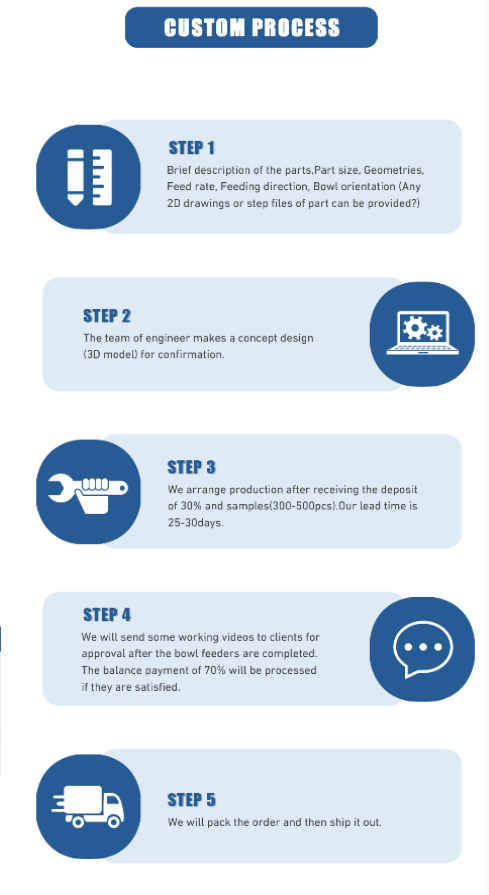 CUSTOM PROCESS
STEP 1
Brief description of the parts,Part size, Geometries,
Feed rate, Feeding direction, Bowl orientation (Any
2D drawings or step files of part can be provided?)
STEP 2
The team of engineer makes a concept design
(3D model) for confirmation.
STEP 3
We arrange production after receiving the deposit
of 30% and samples(300-500pcs).Our lead time is
25-30days.
STEP 4
We will send some working videos to clients for
approval after the bowl feeders are completed.
The balance payment of 70% will be processed
if they are satisfied.
STEP 5
We will pack the order and then ship it out.